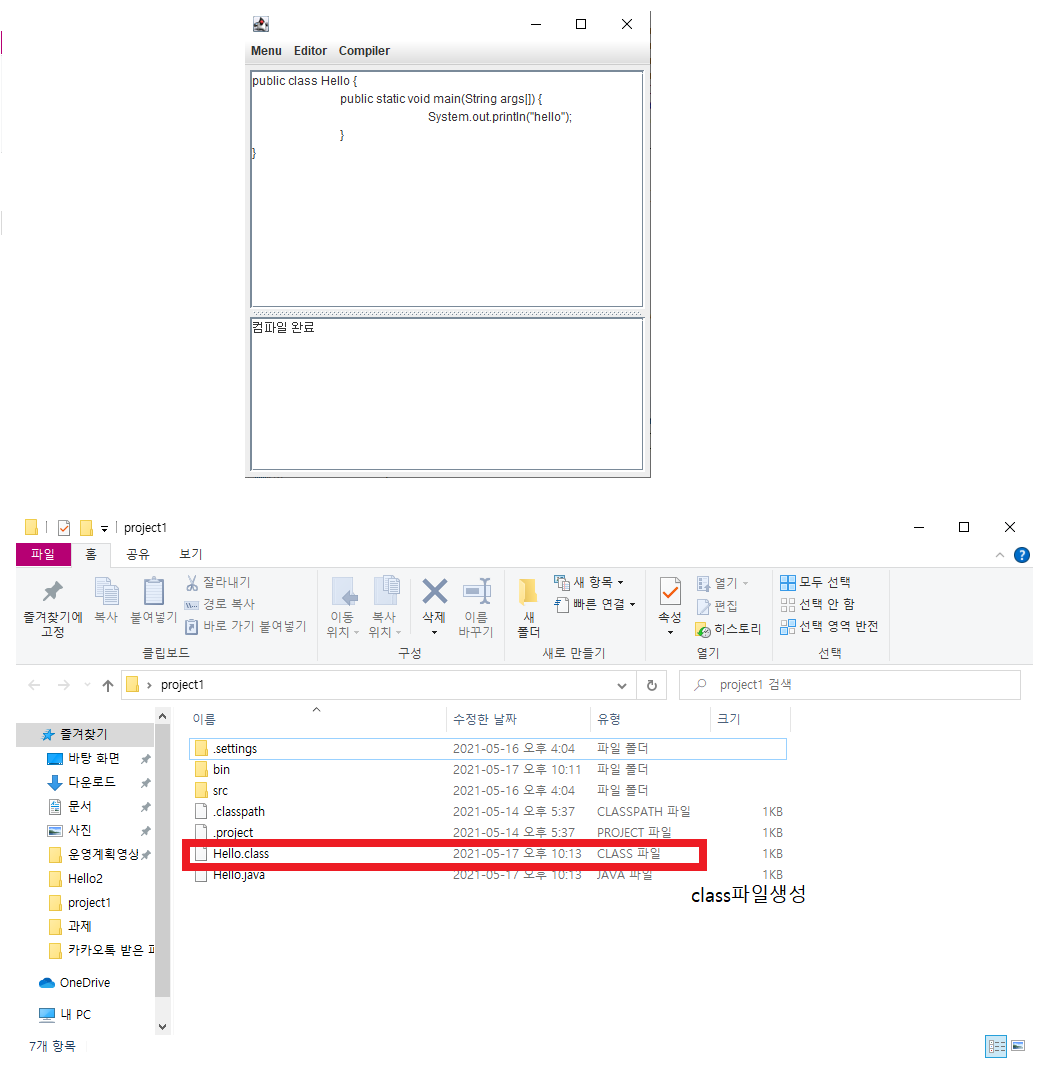 Menu Editor Compiler
public class Hello {
public static void main(String args[]) {
System.out.println("hello");
}
}
컴파일 완료
project1
파일 홈 공유 보기
즐겨찾기에 고정
복사
붙여넣기
잘라내기
경로 복사
바로 가기 붙여넣기
클립보드
이동 위치
복사 위치
삭제
이름 바꾸기
구성
새 폴더
새 항목
빠른 연결
새로 만들기
속성
열기
편집
히스토리
열기
모두 선택
선택 안 함
선택 영역 반전
선택
project1
project1 검색
즐겨찾기
바탕 화면
다운로드
문서
사진
운영계획영상
Hello2
project1
과제
카카오톡 받은
OneDrive
내 PC
이름 수정한 날짜 유형 크기
.settings 2021-05-16 오후 4:04 파일 폴더
bin 2021-05-17 오후 10:11 파일 폴더
src 2021-05-16 오후 4:04 파일 폴더
.classpath 2021-05-14 오후 5:37 CLASSPATH 파일 1KB
.project 2021-05-14 오후 5:37 PROJECT 파일 1KB
Hello.class 2021-05-17 오후 10:13 CLASS 파일 1KB
Hello.java 2021-05-17 오후 10:13 JAVA 파일 1KB
class파일생성
7개 항목